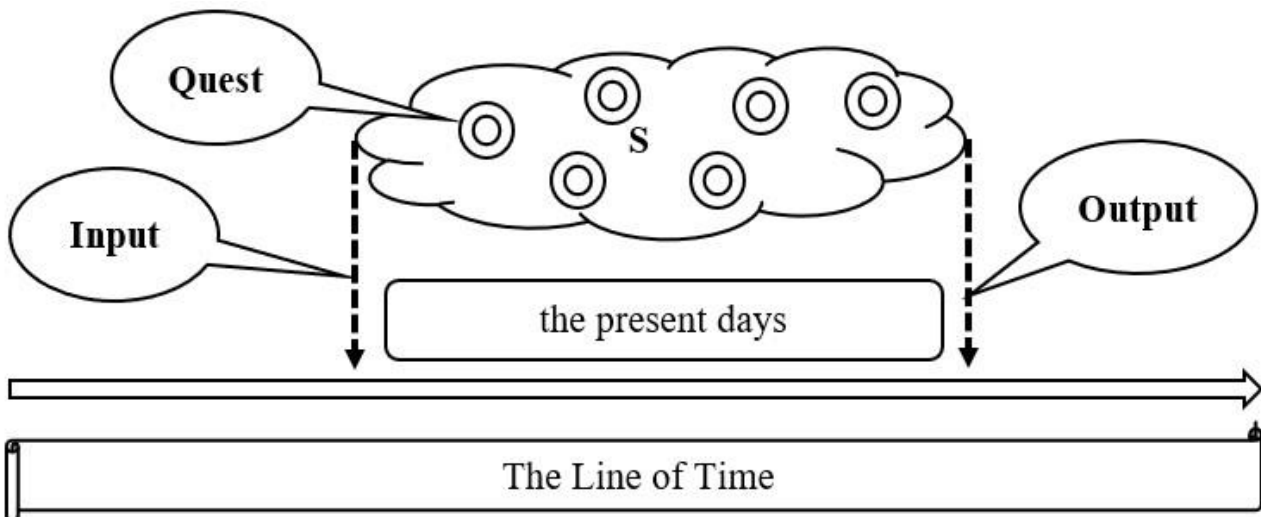 Quest
S
Input
Output
the present days
The Line of Time